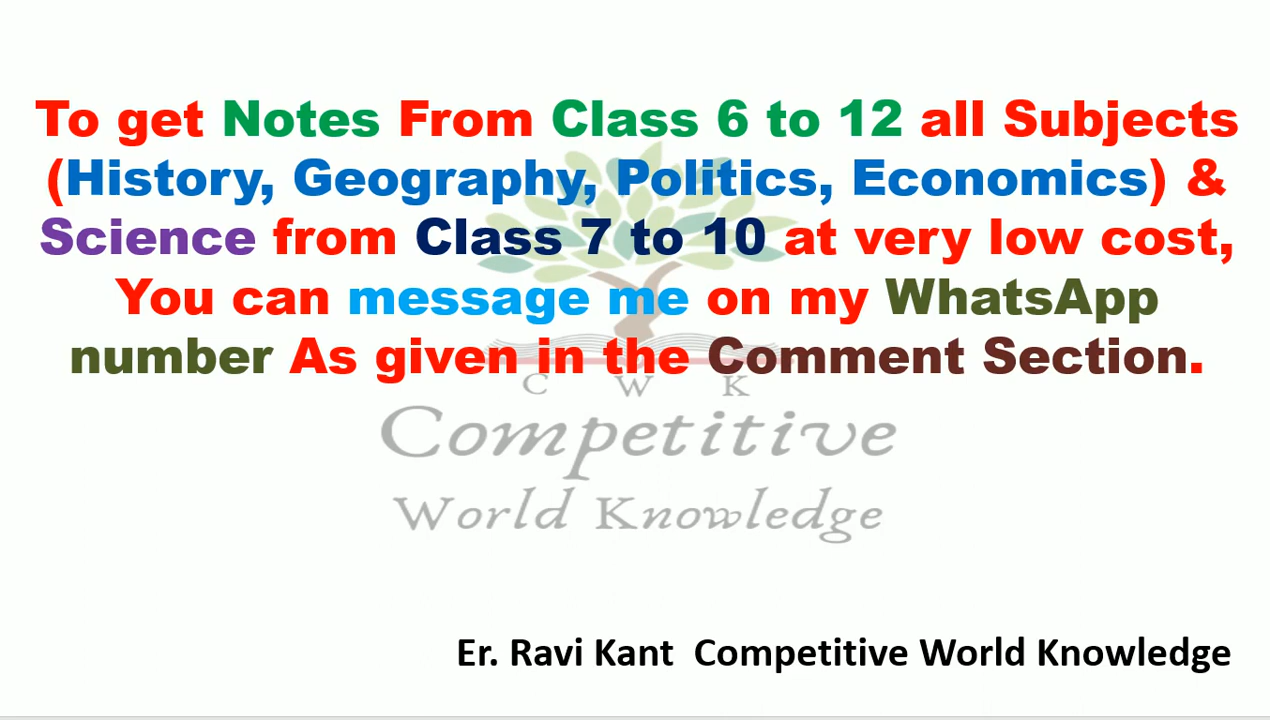 To get Notes From Class 6 to 12 all Subjects
(History, Geography, Politics, Economics) &
Science from Class 7 to 10 at very low cost,
You can message me on my WhatsApp
number As given in the Comment Section.
C W K
Competitive
World Knowledge
Er. Ravi Kant Competitive World Knowledge